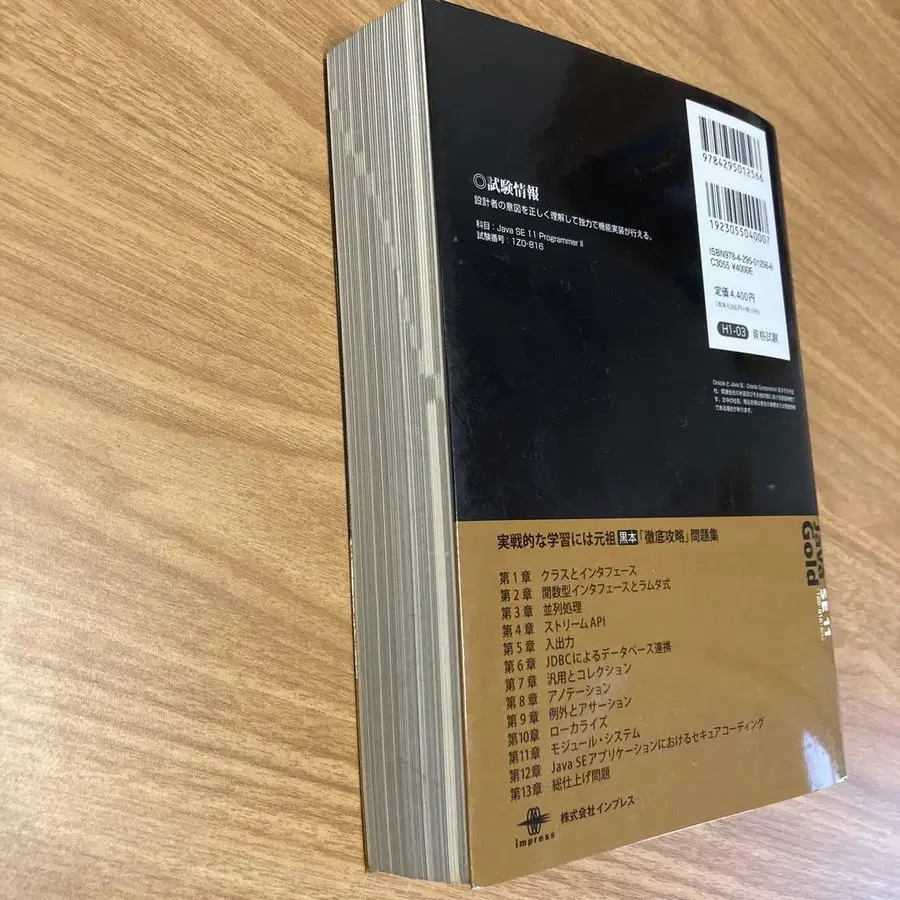 ◎試験情報
設計者の意図を正しく理解して独力で機能実装が行える。
科目：Java SE 11 Programmer II
試験番号：1Z0-816
9784295012566
1923055040007
ISBN978-4-295-01256-6
C3055 ¥4000E
定価4,400円
（本体4,000円＋税10%）
H1-03 資格試験
実戦的な学習には元祖 黒本「徹底攻略」問題集
第1章 クラスとインタフェース
第2章 関数型インタフェースとラムダ式
第3章 並列処理
第4章 ストリームAPI
第5章 入出力
第6章 JDBCによるデータベース連携
第7章 汎用とコレクション
第8章 アノテーション
第9章 例外とアサーション
第10章 ローカライズ
第11章 モジュール・システム
第12章 Java SEアプリケーションにおけるセキュアコーディング
第13章 総仕上げ問題
impress
株式会社インプレス
Java
Gold
SE 11